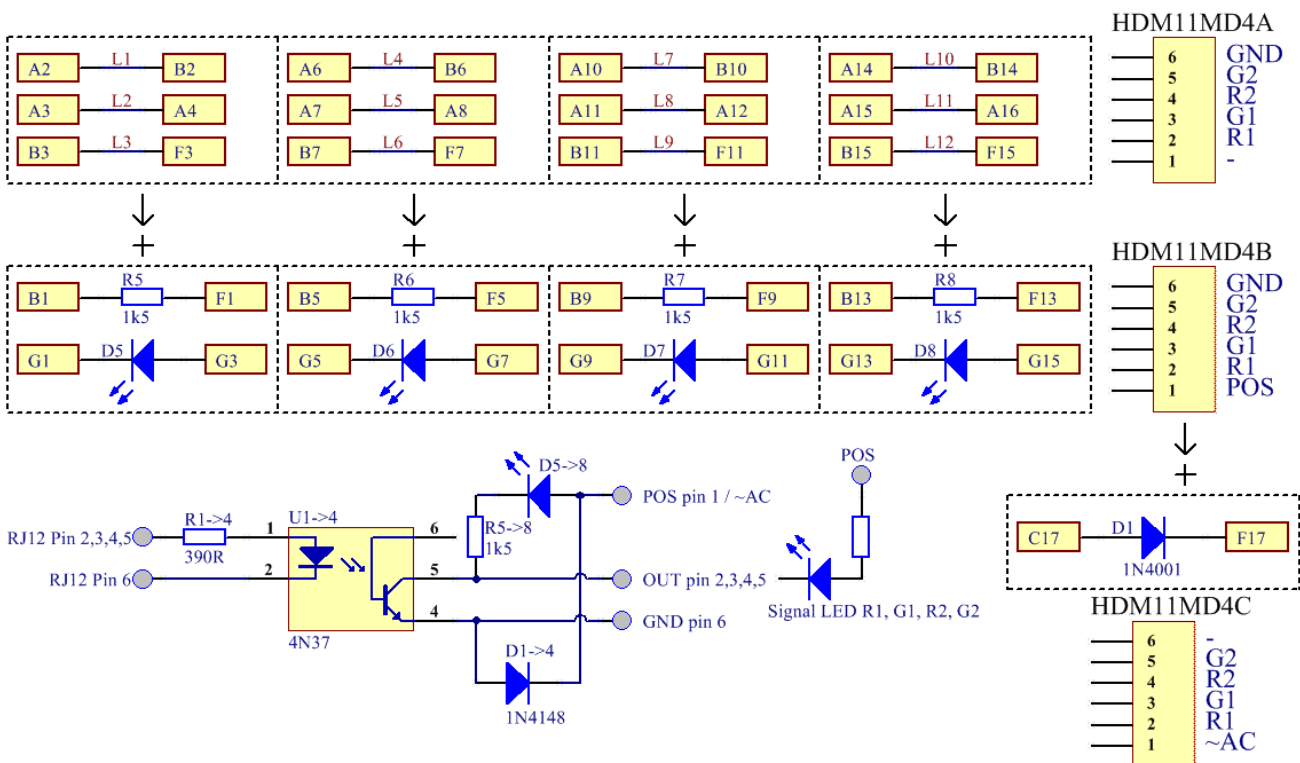 HDM11MD4A
A2 L1 B2
A3 L2 A4
B3 L3 F3
A6 L4 B6
A7 L5 A8
B7 L6 F7
A10 L7 B10
A11 L8 A12
B11 L9 F11
A14 L10 B14
A15 L11 A16
B15 L12 F15
6 GND
5 G2
4 R2
3 G1
2 R1
1 -
+
+
+
+
HDM11MD4B
B1 R5 F1
1k5
G1 D5 G3
B5 R6 F5
1k5
G5 D6 G7
B9 R7 F9
1k5
G9 D7 G11
B13 R8 F13
1k5
G13 D8 G15
6 GND
5 G2
4 R2
3 G1
2 R1
1 POS
+
RJ12 Pin 2,3,4,5
R1->4
390R
RJ12 Pin 6
1
2
U1->4
4N37
6
5
4
D5->8
R5->8
1k5
POS pin 1 / ~AC
OUT pin 2,3,4,5
GND pin 6
D1->4
1N4148
POS
Signal LED R1, G1, R2, G2
C17 D1 F17
1N4001
HDM11MD4C
6 -
5 G2
4 R2
3 G1
2 R1
1 ~AC